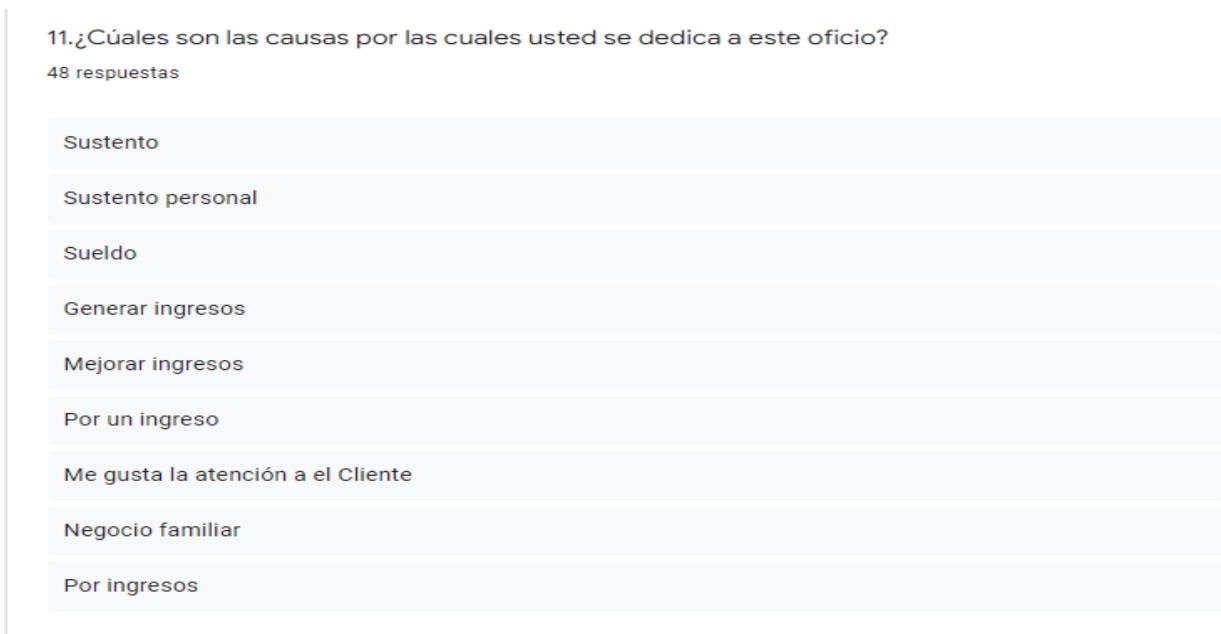 11.¿Cúales son las causas por las cuales usted se dedica a este oficio?
48 respuestas
Sustento
Sustento personal
Sueldo
Generar ingresos
Mejorar ingresos
Por un ingreso
Me gusta la atención a el Cliente
Negocio familiar
Por ingresos